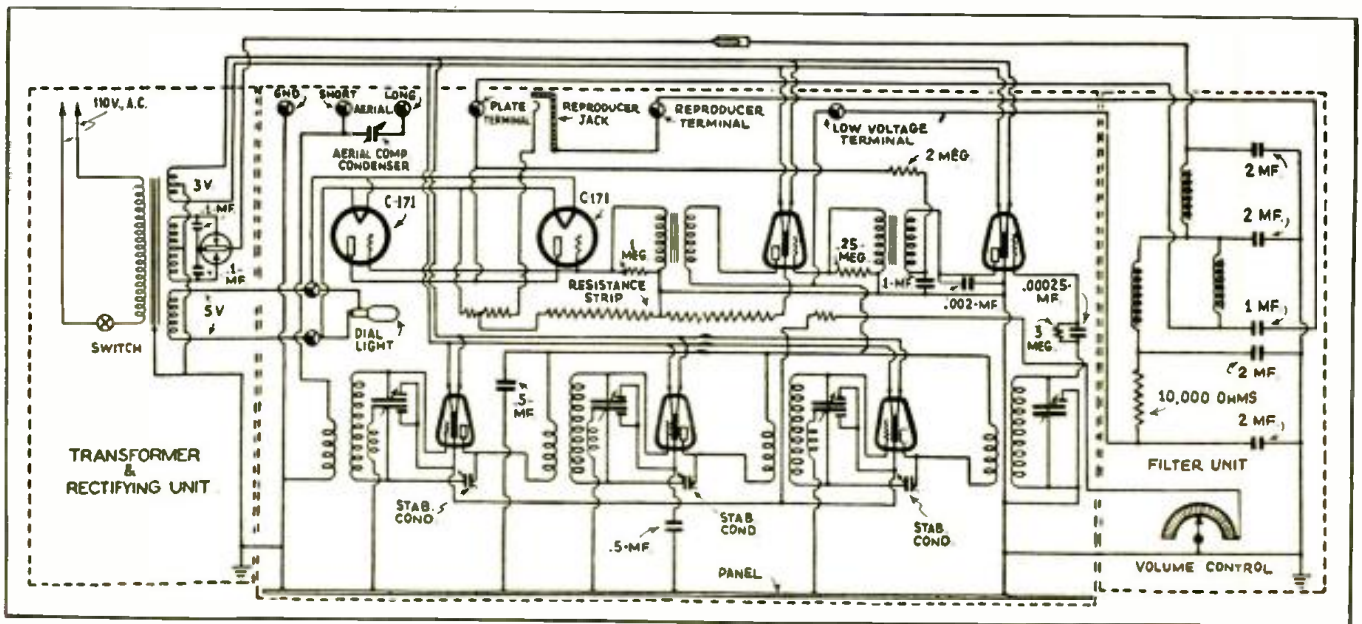 110V., A.C.
GND
SHORT
AERIAL
LONG
AERIAL COMP
CONDENSER
PLATE
TERMINAL
REPRODUCER
JACK
REPRODUCER
TERMINAL
LOW VOLTAGE
TERMINAL
2 MEG.
3 V
.1-MF.
.1-
MF
5 V
SWITCH
C-171
C-171
DIAL
LIGHT
.1
MEG.
RESISTANCE
STRIP
.25
MEG
1-MF
.002-MF
.00025-
MF.
3
MEG.
2 MF.
2 MF.
1 MF.
2 MF.
10,000 OHMS
2 MF.
FILTER UNIT
TRANSFORMER
&
RECTIFYING UNIT
.5-
MF
STAB.
COND
.5-MF
STAB
COND
STAB.
COND
PANEL
VOLUME CONTROL